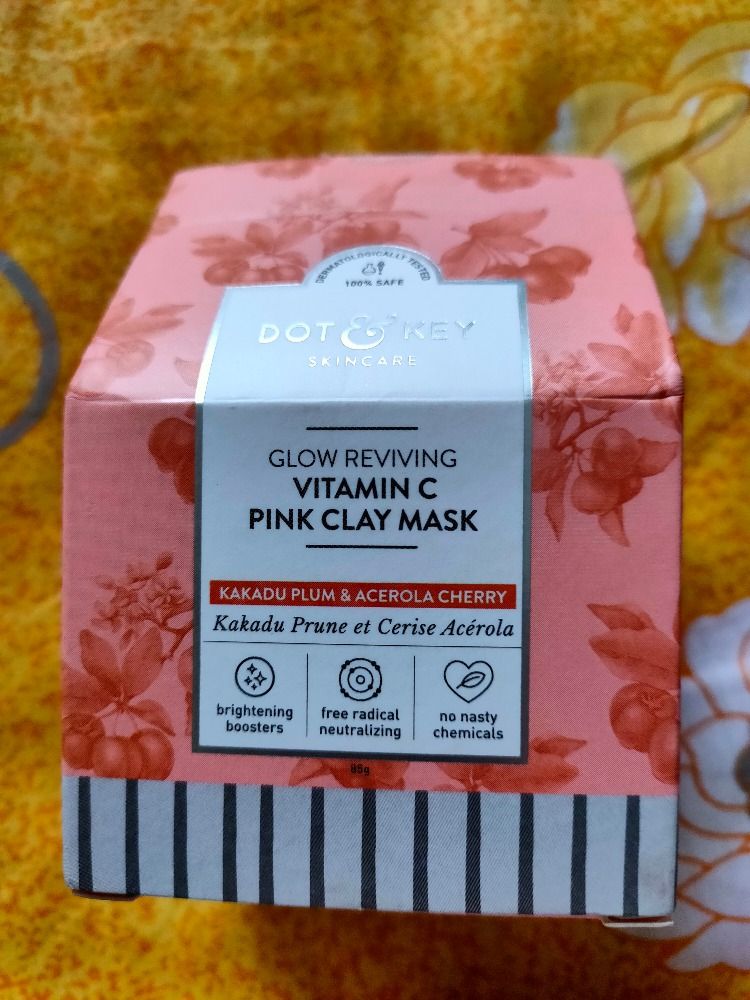 DERMATOLOGICALLY TESTED
100% SAFE
DOT & KEY
SKINCARE
GLOW REVIVING
VITAMIN C
PINK CLAY MASK
KAKADU PLUM & ACEROLA CHERRY
Kakadu Prune et Cerise Acérola
brightening
boosters
free radical
neutralizing
no nasty
chemicals
85g